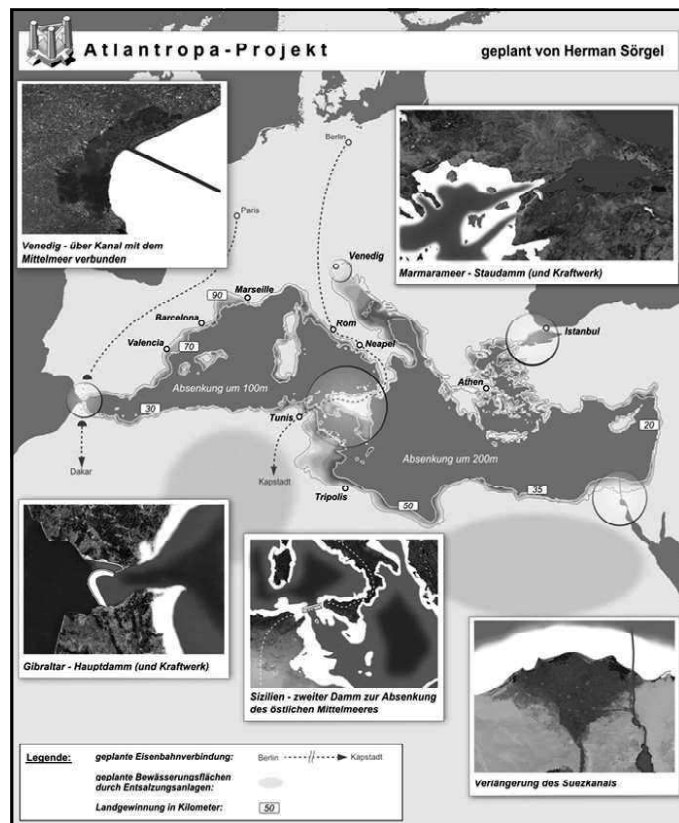 Atlantropa-Projekt
geplant von Herman Sörgel
Venedig - über Kanal mit dem
Mittelmeer verbunden
Marmarameer - Staudamm (und Kraftwerk)
Berlin
Paris
Venedig
90
Marseille
Barcelona
Rom
Istanbul
Valencia
70
Neapel
Absenkung um 100m
Athen
30
Tunis
20
Dakar
Kapstadt
Absenkung um 200m
Tripolis
50
35
Gibraltar - Hauptdamm (und Kraftwerk)
Sizilien - zweiter Damm zur Absenkung
des östlichen Mittelmeeres
Verlängerung des Suezkanals
Legende:
geplante Eisenbahnverbindung:
Berlin
Kapstadt
geplante Bewässerungsflächen
durch Entsalzungsanlagen:
Landgewinnung in Kilometer:
50